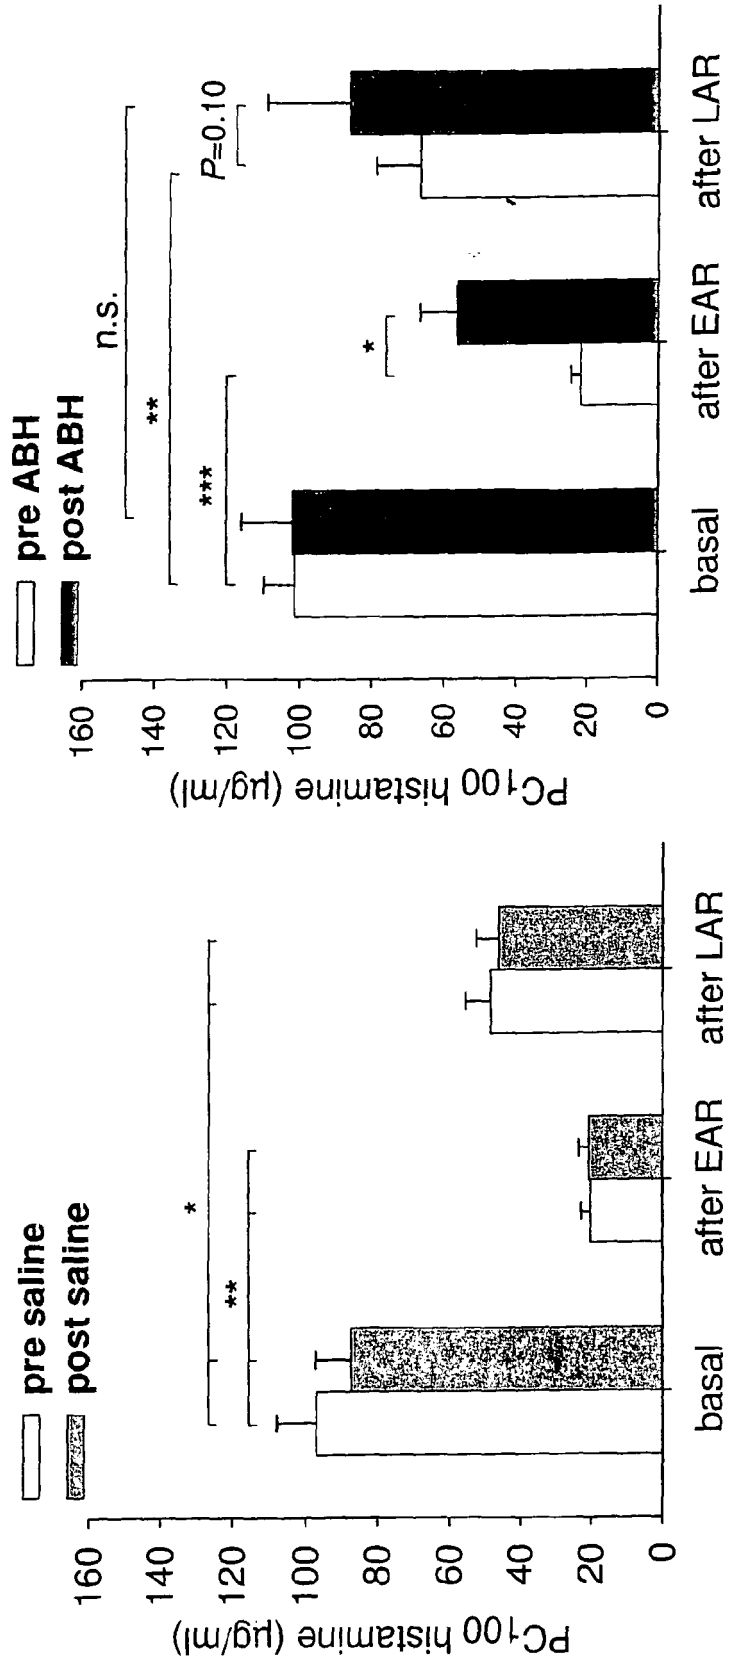 pre saline
post saline
*
**
160
140
120
100
80
60
40
20
0
PC100 histamine (µg/ml)
basal
after EAR
after LAR
pre ABH
post ABH
n.s.
**
***
P=0.10
*
160
140
120
100
80
60
40
20
0
PC100 histamine (µg/ml)
basal
after EAR
after LAR